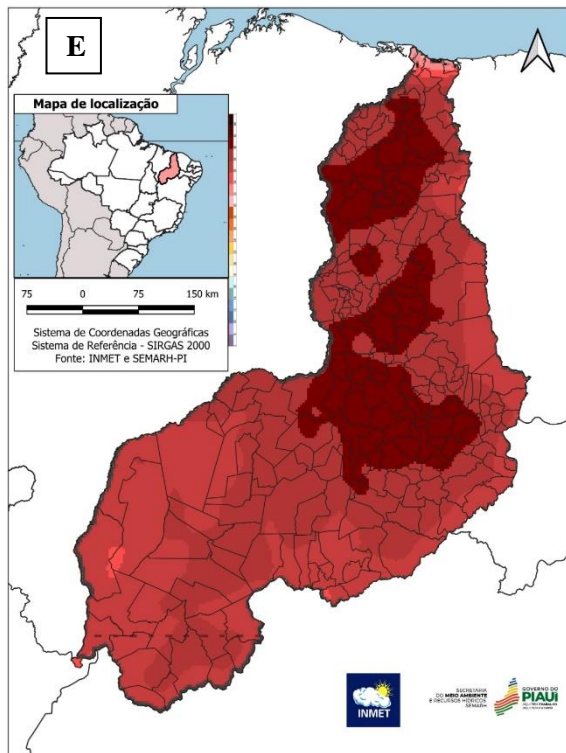 E
Mapa de localização
75 0 75 150 km
Sistema de Coordenadas Geográficas
Sistema de Referência - SIRGAS 2000
Fonte: INMET e SEMARH-PI
INMET
SECRETARIA
DO MEIO AMBIENTE
E RECURSOS HÍDRICOS
SEMARH
GOVERNO DO
PIAUÍ